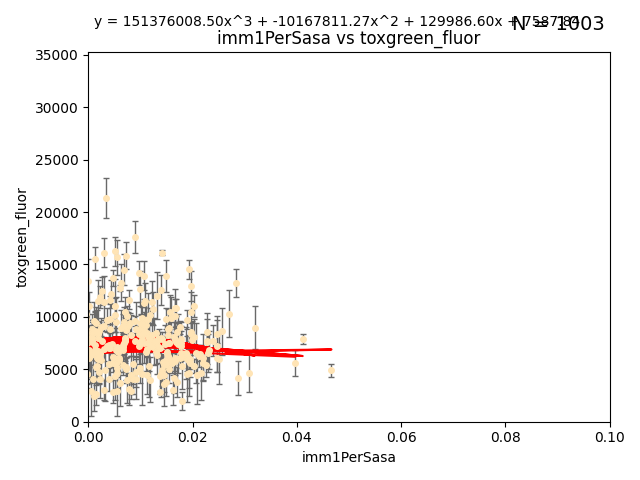 y = 151376008.50x^3 + -10167811.27x^2 + 129986.60x + 7587.84
N = 1003
imm1PerSasa vs toxgreen_fluor
35000
30000
25000
20000
15000
10000
5000
0
toxgreen_fluor
0.00 0.02 0.04 0.06 0.08 0.10
imm1PerSasa